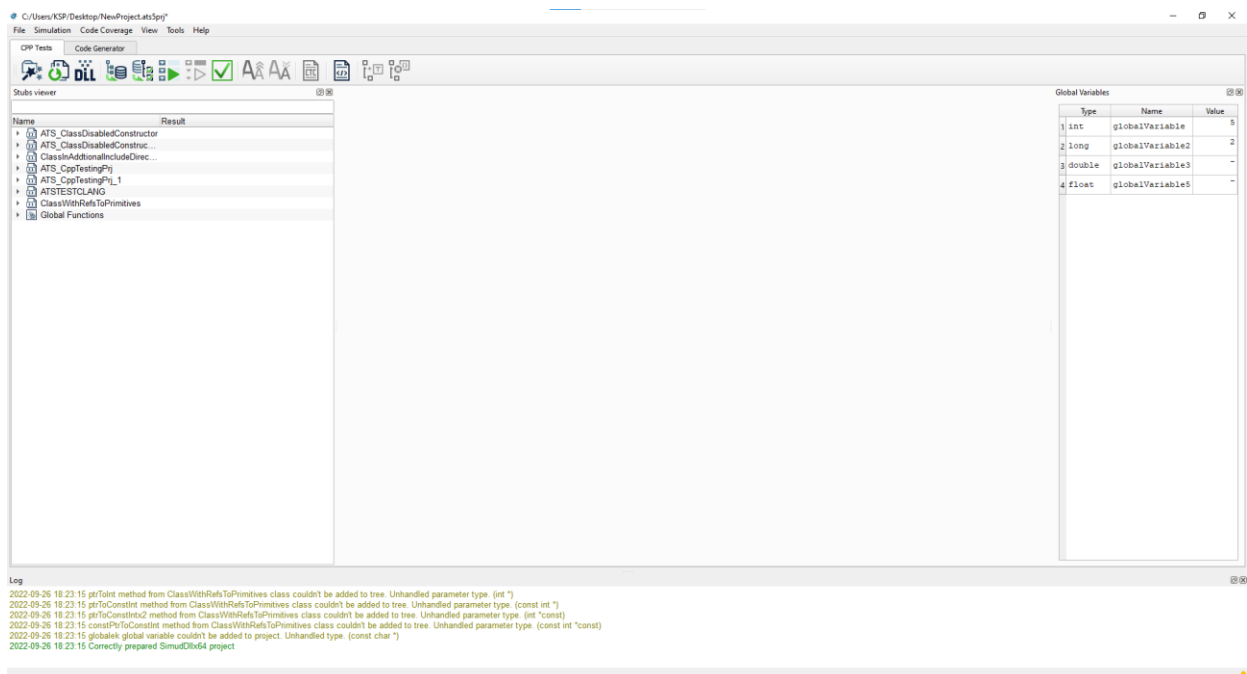 C:/Users/KSP/Desktop/NewProject.ats5prj*
File Simulation Code Coverage View Tools Help
CPP Tests Code Generator
DLL
CTC
Stubs viewer
Global Variables
Name Result
Type Name Value
ATS_ClassDisabledConstructor
ATS_ClassDisabledConstruc...
ClassInAddtionalIncludeDirec...
ATS_CppTestingPrj
ATS_CppTestingPrj_1
ATSTESTCLANG
ClassWithRefsToPrimitives
Global Functions
1 int globalVariable 5
2 long globalVariable2 2
3 double globalVariable3 -
4 float globalVariable5 -
Log
2022-09-26 18:23:15 ptrToInt method from ClassWithRefsToPrimitives class couldn't be added to tree. Unhandled parameter type. (int *)
2022-09-26 18:23:15 ptrToConstInt method from ClassWithRefsToPrimitives class couldn't be added to tree. Unhandled parameter type. (const int *)
2022-09-26 18:23:15 ptrToConstIntx2 method from ClassWithRefsToPrimitives class couldn't be added to tree. Unhandled parameter type. (int *const)
2022-09-26 18:23:15 constPtrToConstInt method from ClassWithRefsToPrimitives class couldn't be added to tree. Unhandled parameter type. (const int *const)
2022-09-26 18:23:15 globalek global variable couldn't be added to project. Unhandled type. (const char *)
2022-09-26 18:23:15 Correctly prepared SimudDllx64 project